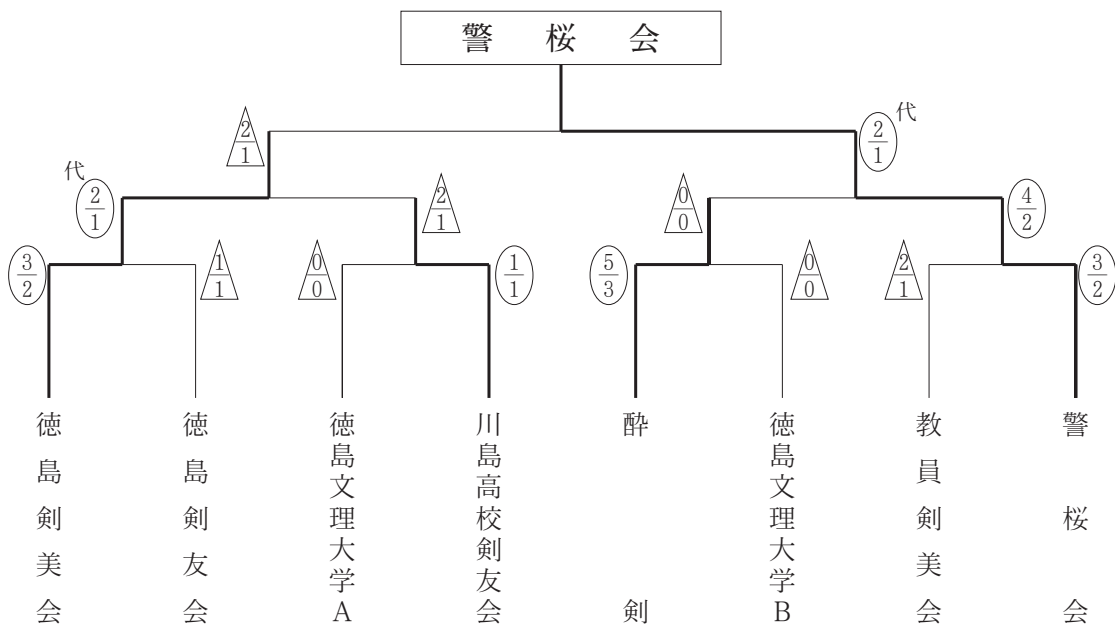 警桜会
代
2/1
2/1
代
2/1
2/1
0/0
4/2
3/2
1/1
0/0
1/1
5/3
0/0
2/1
3/2
徳島剣美会
徳島剣友会
徳島文理大学A
川島高校剣友会
酔剣
徳島文理大学B
教員剣美会
警桜会